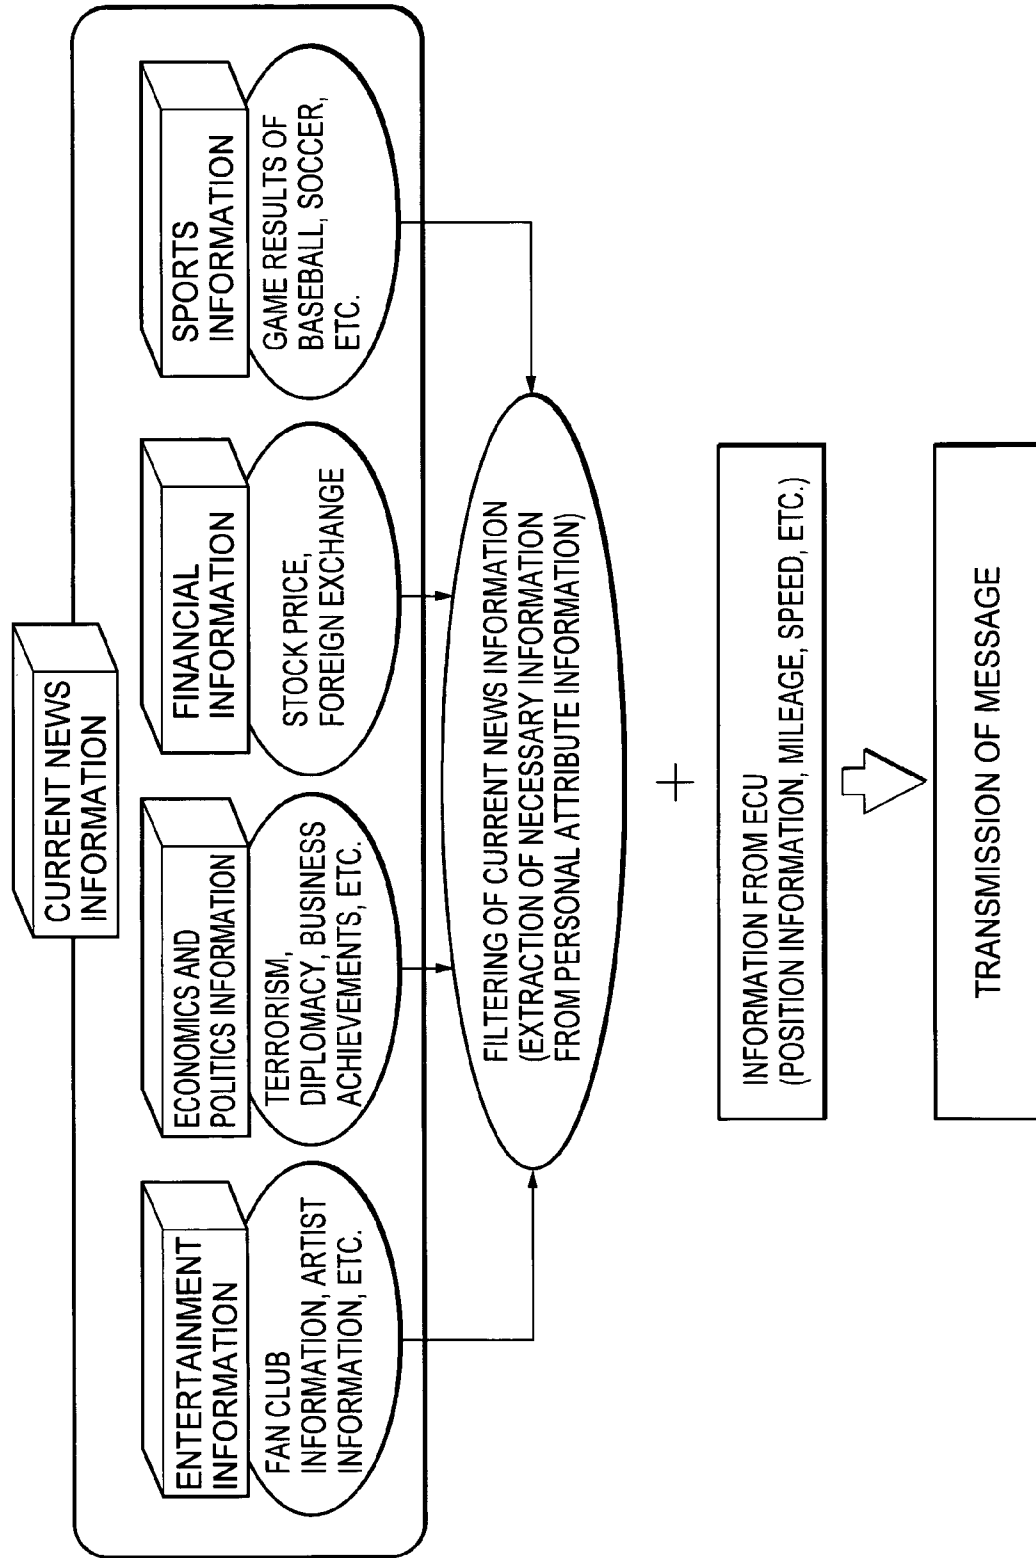 CURRENT NEWS
INFORMATION
ENTERTAINMENT
INFORMATION
FAN CLUB
INFORMATION, ARTIST
INFORMATION, ETC.
ECONOMICS AND
POLITICS INFORMATION
TERRORISM,
DIPLOMACY, BUSINESS
ACHIEVEMENTS, ETC.
FINANCIAL
INFORMATION
STOCK PRICE,
FOREIGN EXCHANGE
SPORTS
INFORMATION
GAME RESULTS OF
BASEBALL, SOCCER,
ETC.
FILTERING OF CURRENT NEWS INFORMATION
(EXTRACTION OF NECESSARY INFORMATION
FROM PERSONAL ATTRIBUTE INFORMATION)
+
INFORMATION FROM ECU
(POSITION INFORMATION, MILEAGE, SPEED, ETC.)
TRANSMISSION OF MESSAGE